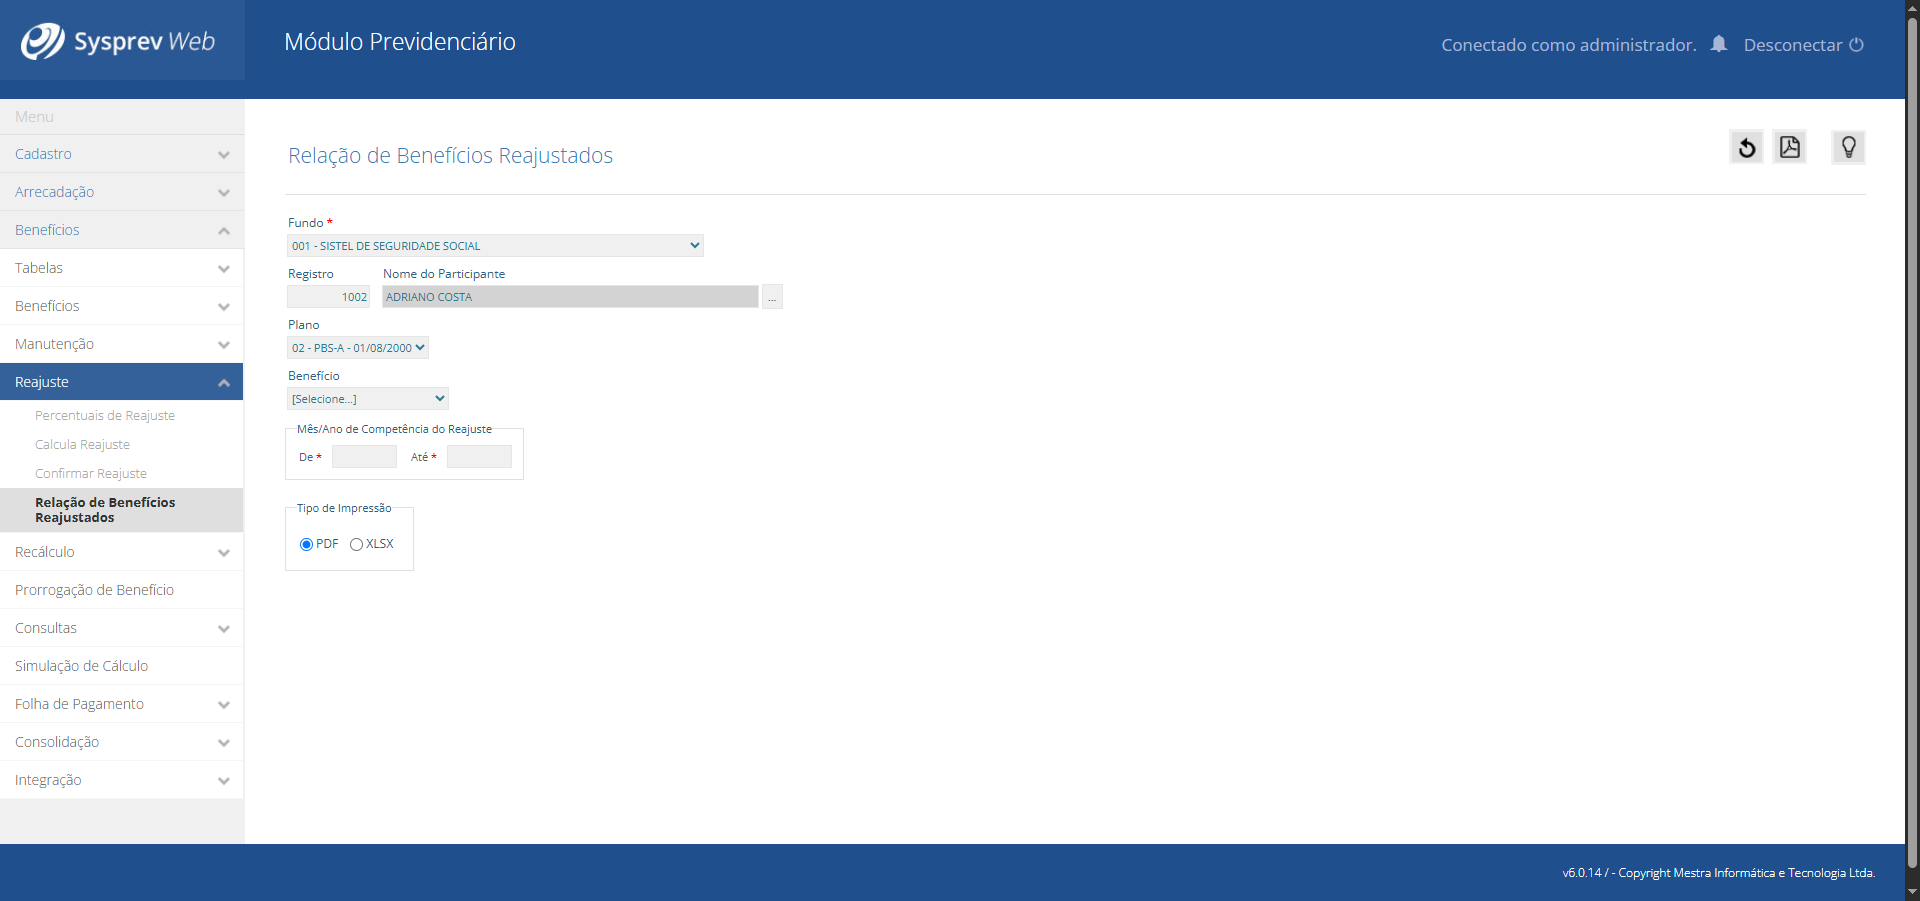 Sysprev Web
Módulo Previdenciário
Conectado como administrador.
Desconectar
Menu
Cadastro
Arrecadação
Benefícios
Tabelas
Benefícios
Manutenção
Reajuste
Percentuais de Reajuste
Calcula Reajuste
Confirmar Reajuste
Relação de Benefícios
Reajustados
Recálculo
Prorrogação de Benefício
Consultas
Simulação de Cálculo
Folha de Pagamento
Consolidação
Integração
Relação de Benefícios Reajustados
Fundo *
001 - SISTEL DE SEGURIDADE SOCIAL
Registro Nome do Participante
1002 ADRIANO COSTA ...
Plano
02 - PBS-A - 01/08/2000
Benefício
[Selecione...]
Mês/Ano de Competência do Reajuste
De * Até *
Tipo de Impressão
PDF XLSX
v6.0.14 / - Copyright Mestra Informática e Tecnologia Ltda.